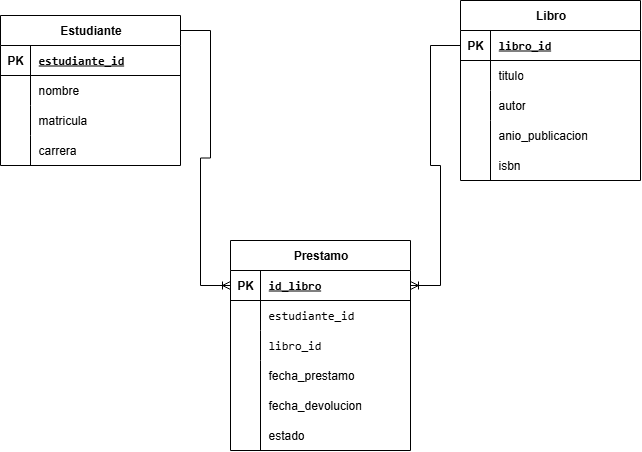 Estudiante
PK estudiante_id
nombre
matricula
carrera
Libro
PK libro_id
titulo
autor
anio_publicacion
isbn
Prestamo
PK id_libro
estudiante_id
libro_id
fecha_prestamo
fecha_devolucion
estado